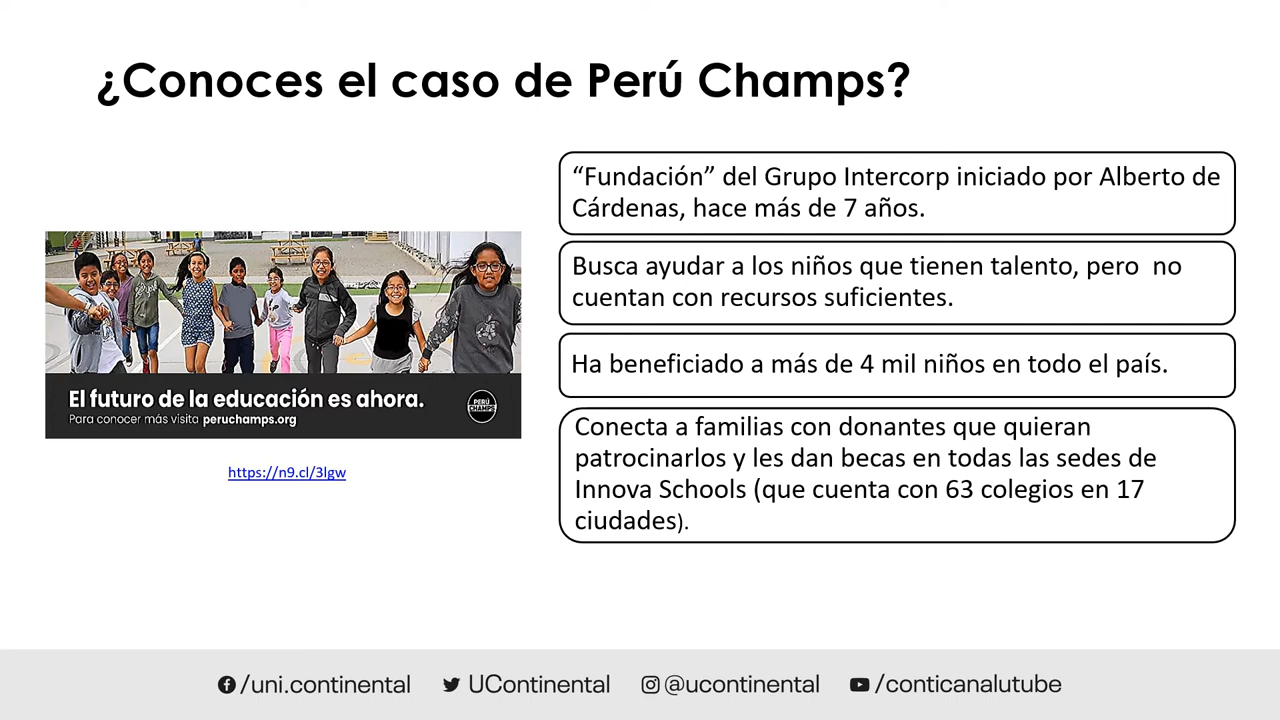 ¿Conoces el caso de Perú Champs?
“Fundación” del Grupo Intercorp iniciado por Alberto de
Cárdenas, hace más de 7 años.
Busca ayudar a los niños que tienen talento, pero  no
cuentan con recursos suficientes.
Ha beneficiado a más de 4 mil niños en todo el país.
Conecta a familias con donantes que quieran
patrocinarlos y les dan becas en todas las sedes de
Innova Schools (que cuenta con 63 colegios en 17
ciudades).
El futuro de la educación es ahora.
Para conocer más visita peruchamps.org
PERÚ
CHAMPS
https://n9.cl/3lgw
/uni.continental
UContinental
@ucontinental
/conticanalutube